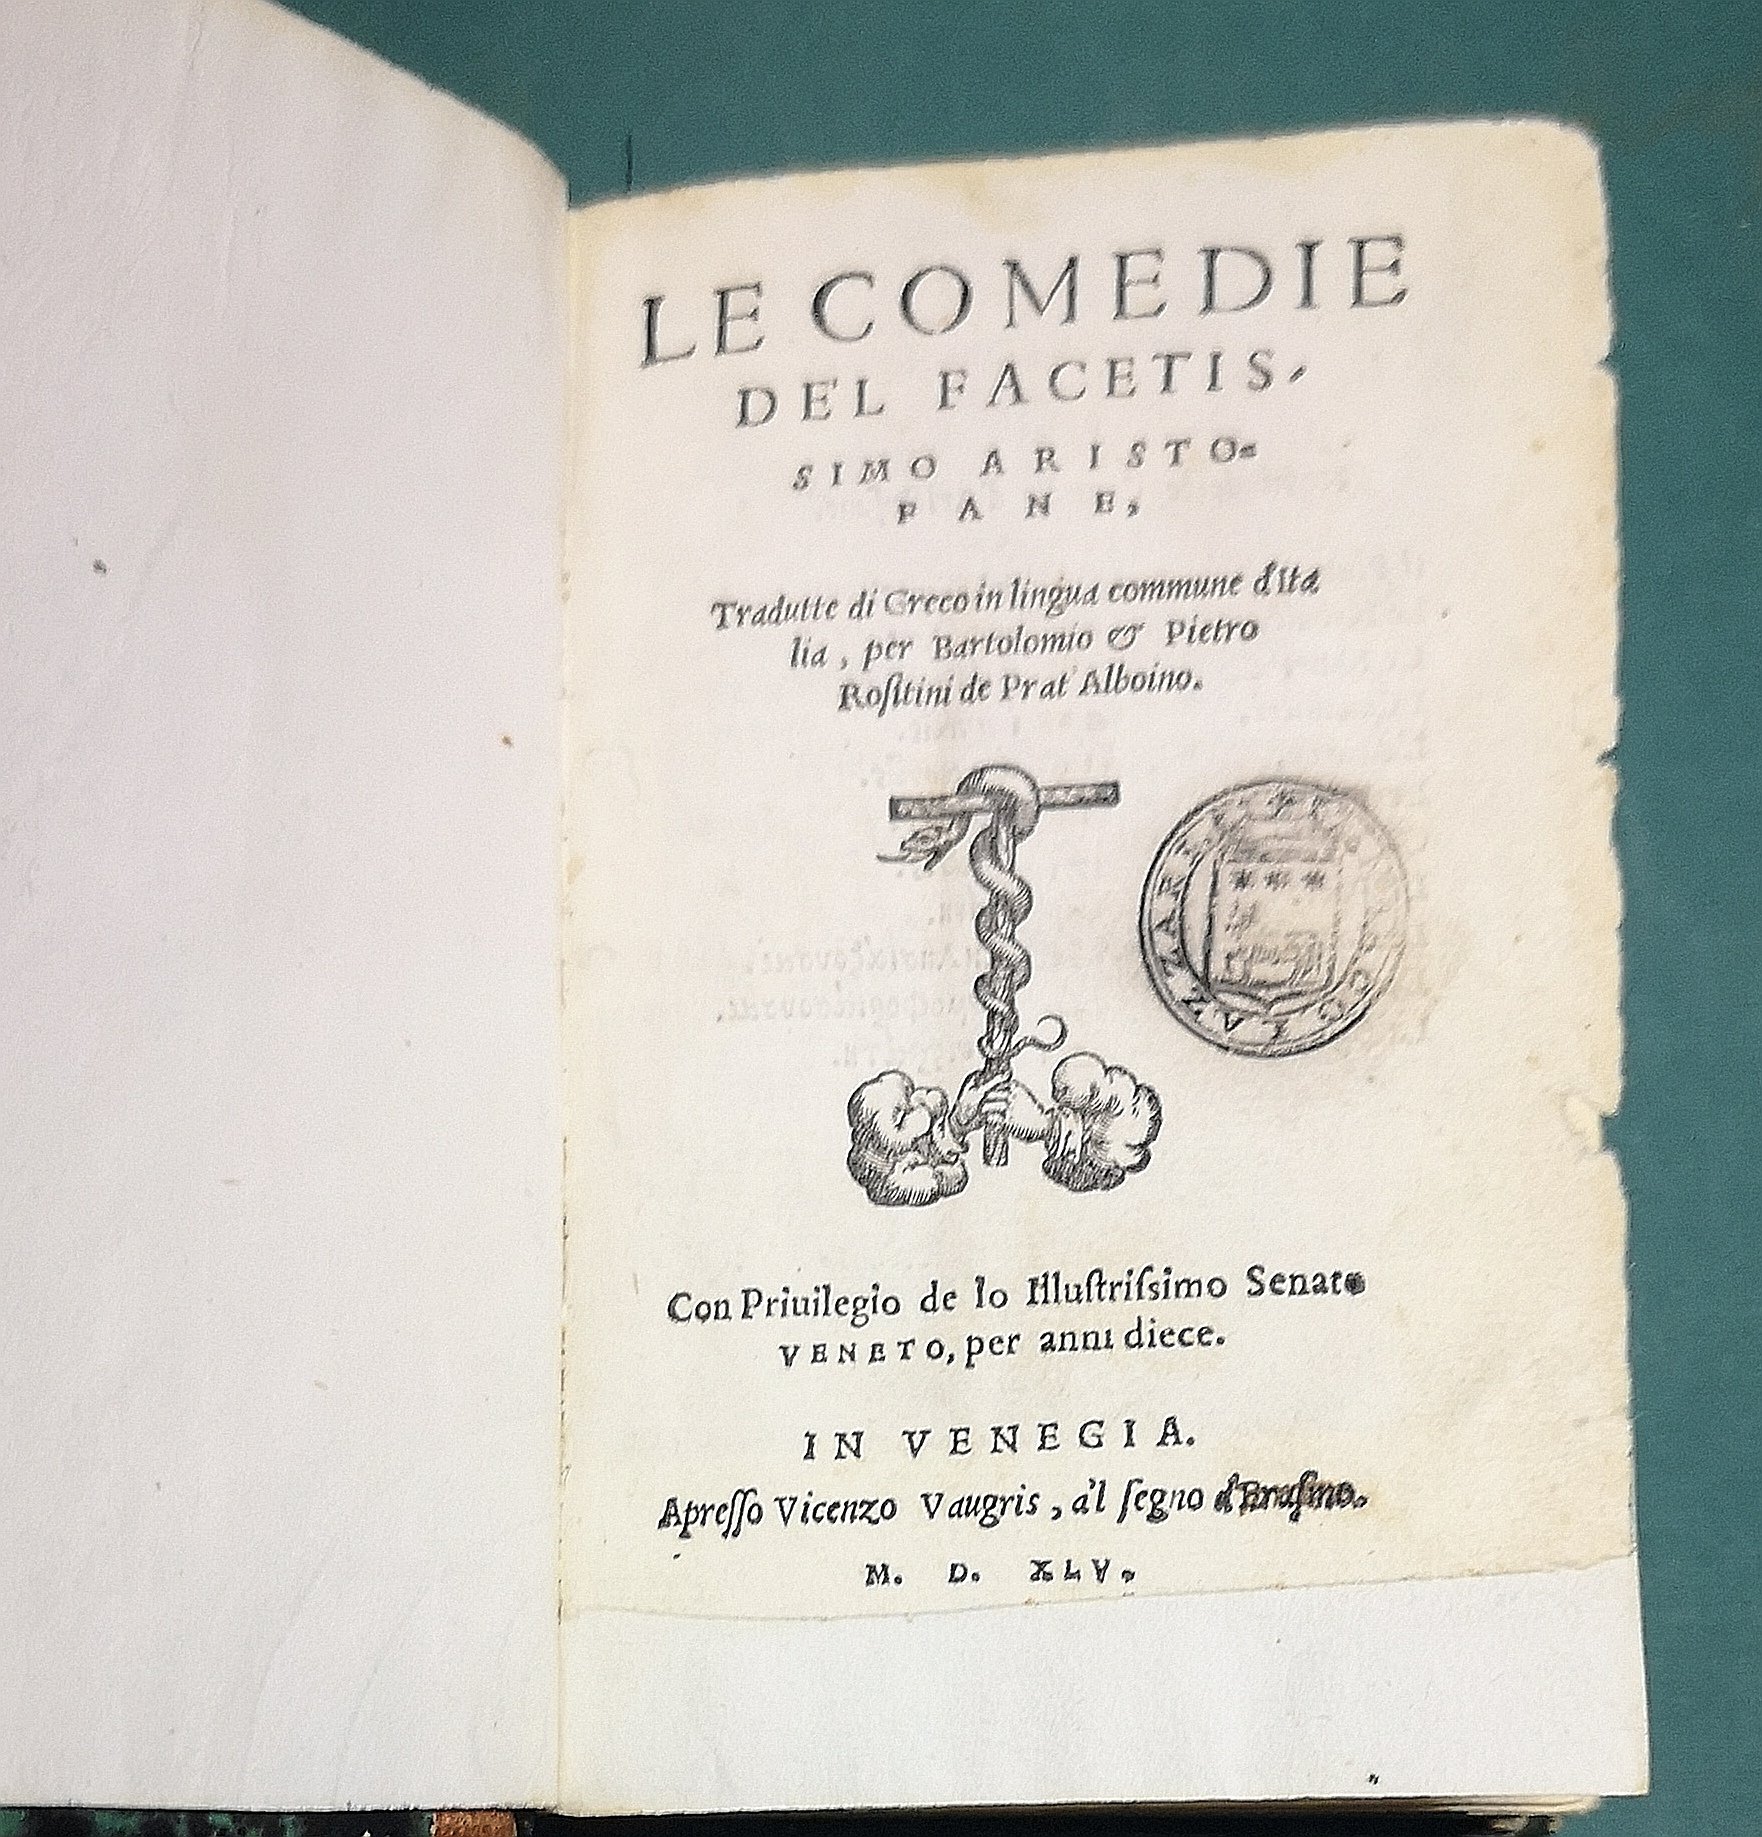 LE COMEDIE
DEL FACETIS-
SIMO ARISTO=
PANE,
Tradutte di Greco in lingua commune d'Ita
lia, per Bartolomio & Pietro
Roſitini de Prat' Alboino.
Con Priuilegio de lo Illuſtriſsimo Senato
VENETO, per anni diece.
IN VENEGIA.
Apreſſo Vicenzo Vaugris, a'l ſegno d'Eraſmo.
M. D. XLV.